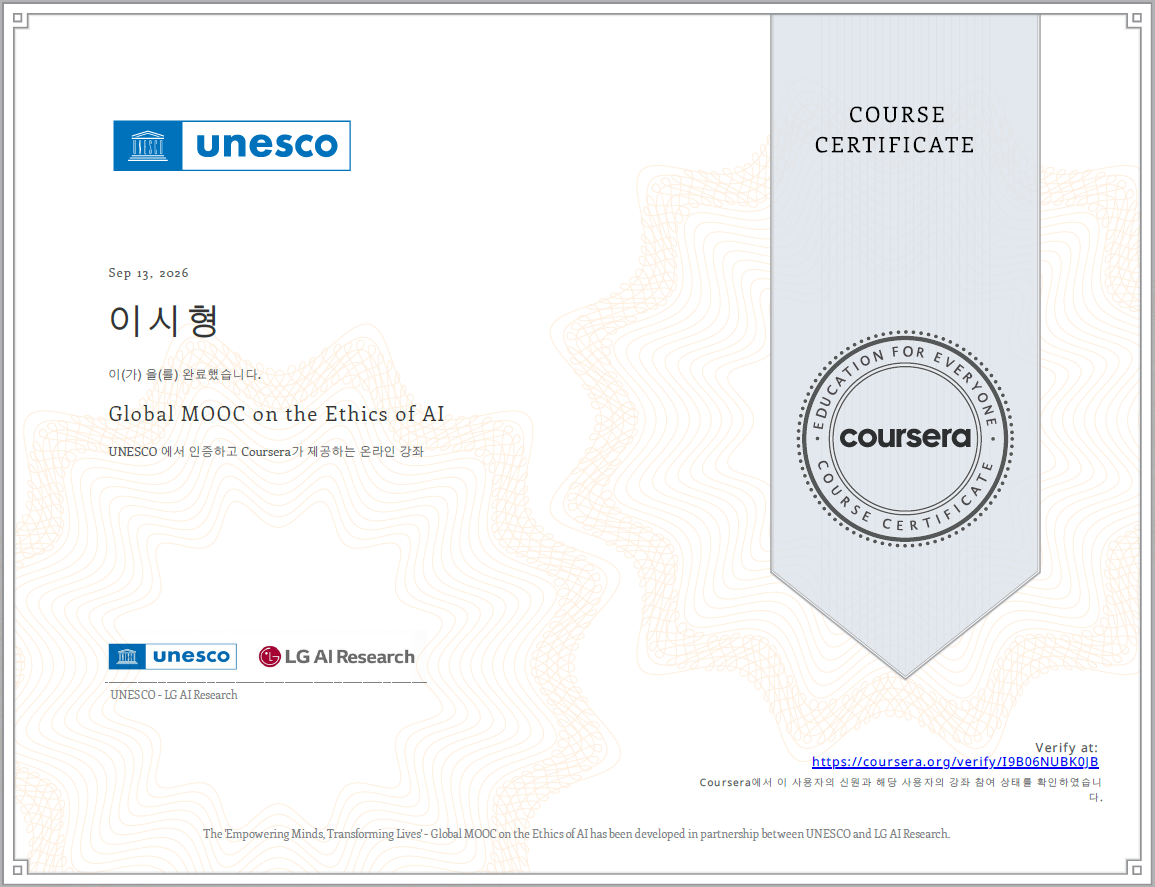 unesco
COURSE
CERTIFICATE
Sep 13, 2026
이시형
이(가) 을(를) 완료했습니다.
Global MOOC on the Ethics of AI
UNESCO 에서 인증하고 Coursera가 제공하는 온라인 강좌
EDUCATION FOR EVERYONE
coursera
COURSE CERTIFICATE
unesco LG AI Research
UNESCO - LG AI Research
Verify at:
https://coursera.org/verify/I9B06NUBK0JB
Coursera에서 이 사용자의 신원과 해당 사용자의 강좌 참여 상태를 확인하였습니
다.
The 'Empowering Minds, Transforming Lives' - Global MOOC on the Ethics of AI has been developed in partnership between UNESCO and LG AI Research.